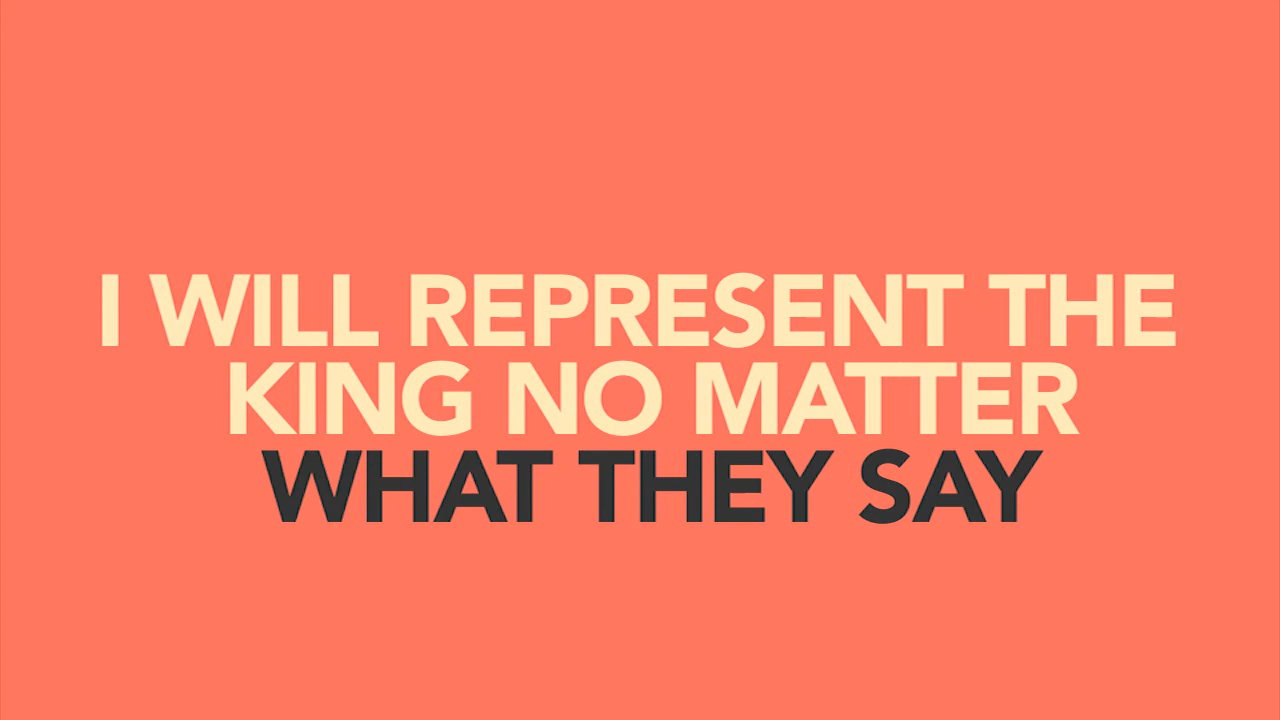 I WILL REPRESENT THE
KING NO MATTER
WHAT THEY SAY